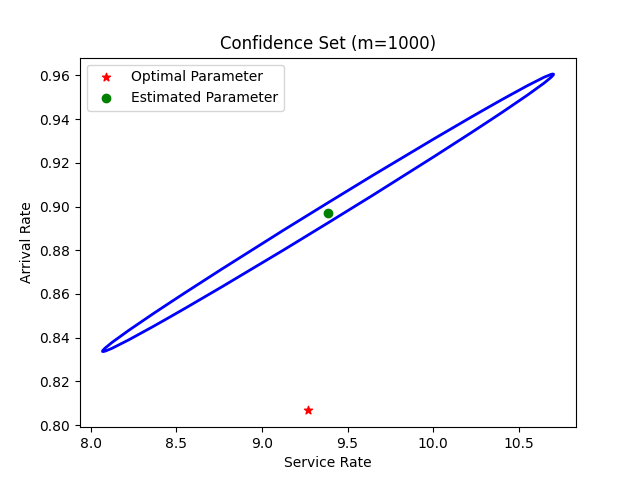 Confidence Set (m=1000)
Optimal Parameter
Estimated Parameter
Arrival Rate
0.96
0.94
0.92
0.90
0.88
0.86
0.84
0.82
0.80
8.0 8.5 9.0 9.5 10.0 10.5
Service Rate